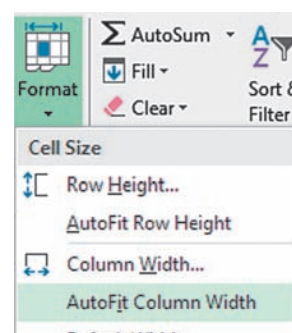 AutoSum
Fill
Format
Clear
Sort &
Filter
Cell Size
Row Height...
AutoFit Row Height
Column Width...
AutoFit Column Width